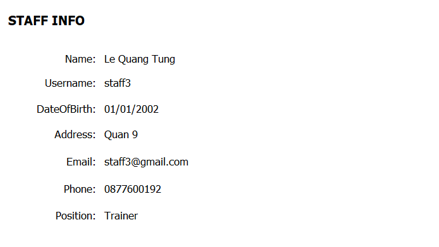 STAFF INFO
Name: Le Quang Tung
Username: staff3
DateOfBirth: 01/01/2002
Address: Quan 9
Email: staff3@gmail.com
Phone: 0877600192
Position: Trainer